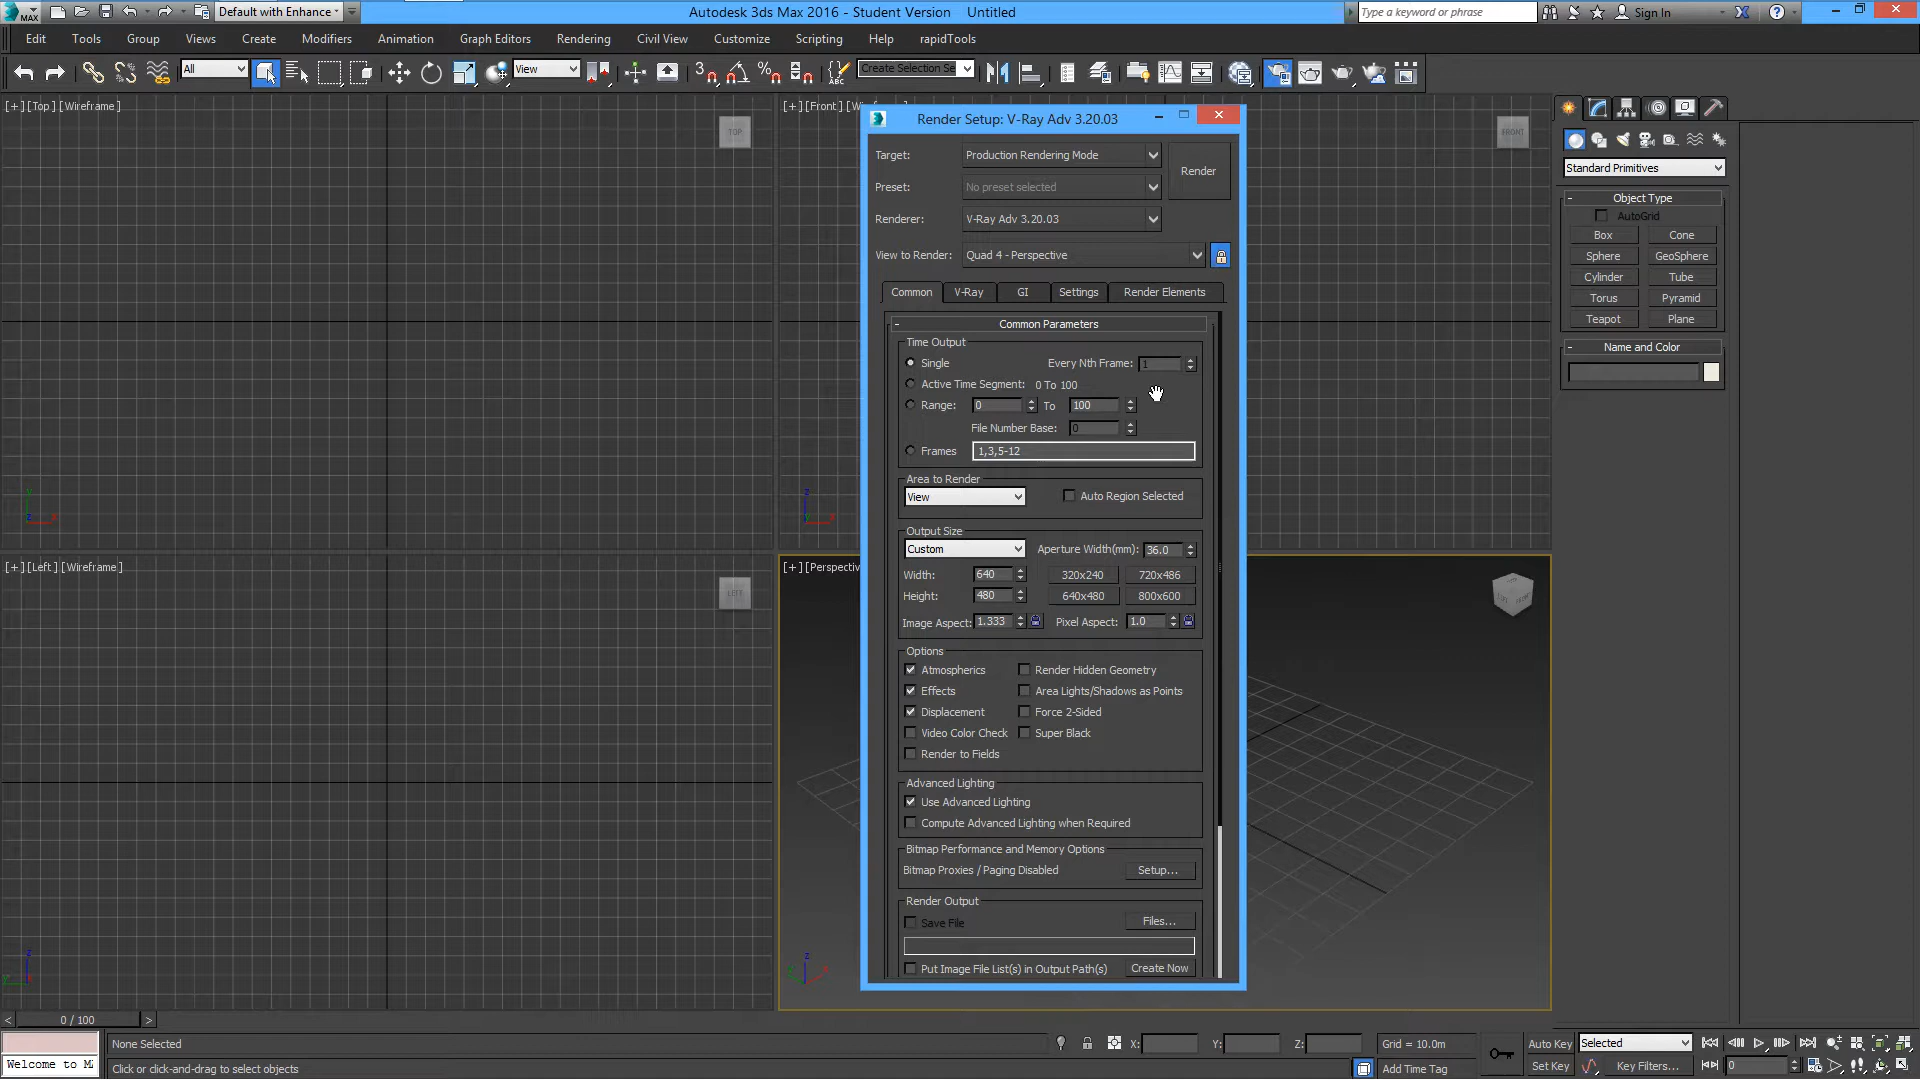 MAX
Default with Enhance
Autodesk 3ds Max 2016 - Student Version Untitled
Type a keyword or phrase
Sign In
Edit Tools Group Views Create Modifiers Animation Graph Editors Rendering Civil View Customize Scripting Help rapidTools
All
View
Create Selection Se
[+] [Top] [Wireframe]
TOP
[+] [Front]
FRONT
[+] [Left] [Wireframe]
LEFT
[+] [Perspective
Render Setup: V-Ray Adv 3.20.03
Target: Production Rendering Mode
Render
Preset: No preset selected
Renderer: V-Ray Adv 3.20.03
View to Render: Quad 4 - Perspective
Common V-Ray GI Settings Render Elements
- Common Parameters
Time Output
Single Every Nth Frame: 1
Active Time Segment: 0 To 100
Range: 0 To 100
File Number Base: 0
Frames 1,3,5-12
Area to Render
View Auto Region Selected
Output Size
Custom Aperture Width(mm): 36.0
Width: 640 320x240 720x486
Height: 480 640x480 800x600
Image Aspect: 1.333 Pixel Aspect: 1.0
Options
Atmospherics Render Hidden Geometry
Effects Area Lights/Shadows as Points
Displacement Force 2-Sided
Video Color Check Super Black
Render to Fields
Advanced Lighting
Use Advanced Lighting
Compute Advanced Lighting when Required
Bitmap Performance and Memory Options
Bitmap Proxies / Paging Disabled Setup...
Render Output
Save File Files...
Put Image File List(s) in Output Path(s) Create Now
Standard Primitives
- Object Type
AutoGrid
Box Cone
Sphere GeoSphere
Cylinder Tube
Torus Pyramid
Teapot Plane
- Name and Color
< 0 / 100 >
None Selected
X: Y: Z: Grid = 10.0m
Auto Key Selected
Welcome to M
Click or click-and-drag to select objects
Add Time Tag
Set Key Key Filters... 0